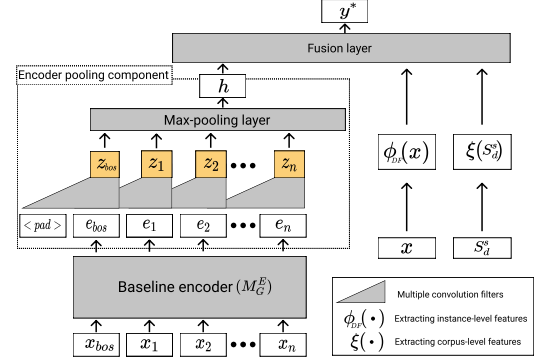 y*
Fusion layer
Encoder pooling component
h
Max-pooling layer
z_bos z_1 z_2 ••• z_n
ϕ_DF(x) ξ(S_d^s)
<pad> e_bos e_1 e_2 ••• e_n
x S_d^s
Baseline encoder (M_G^E)
Multiple convolution filters
ϕ_DF(•) Extracting instance-level features
ξ(•) Extracting corpus-level features
x_bos x_1 x_2 ••• x_n